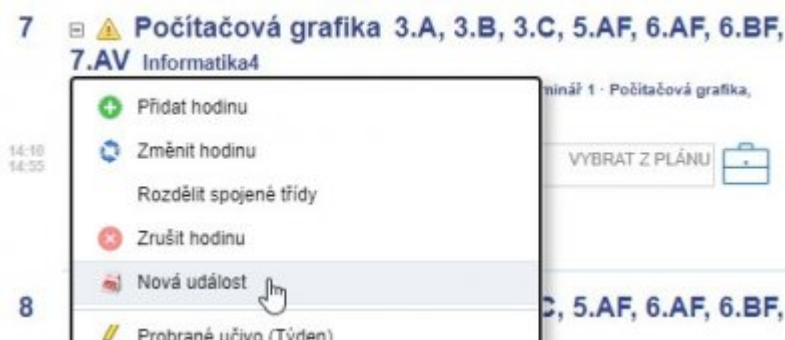 7 Počítačová grafika 3.A, 3.B, 3.C, 5.AF, 6.AF, 6.BF,
7.AV Informatika4
minář 1 · Počítačová grafika,
Přidat hodinu
14:10
Změnit hodinu
VYBRAT Z PLÁNU
14:55
Rozdělit spojené třídy
Zrušit hodinu
Nová událost
8 C, 5.AF, 6.AF, 6.BF,
Probrané učivo (Týden)